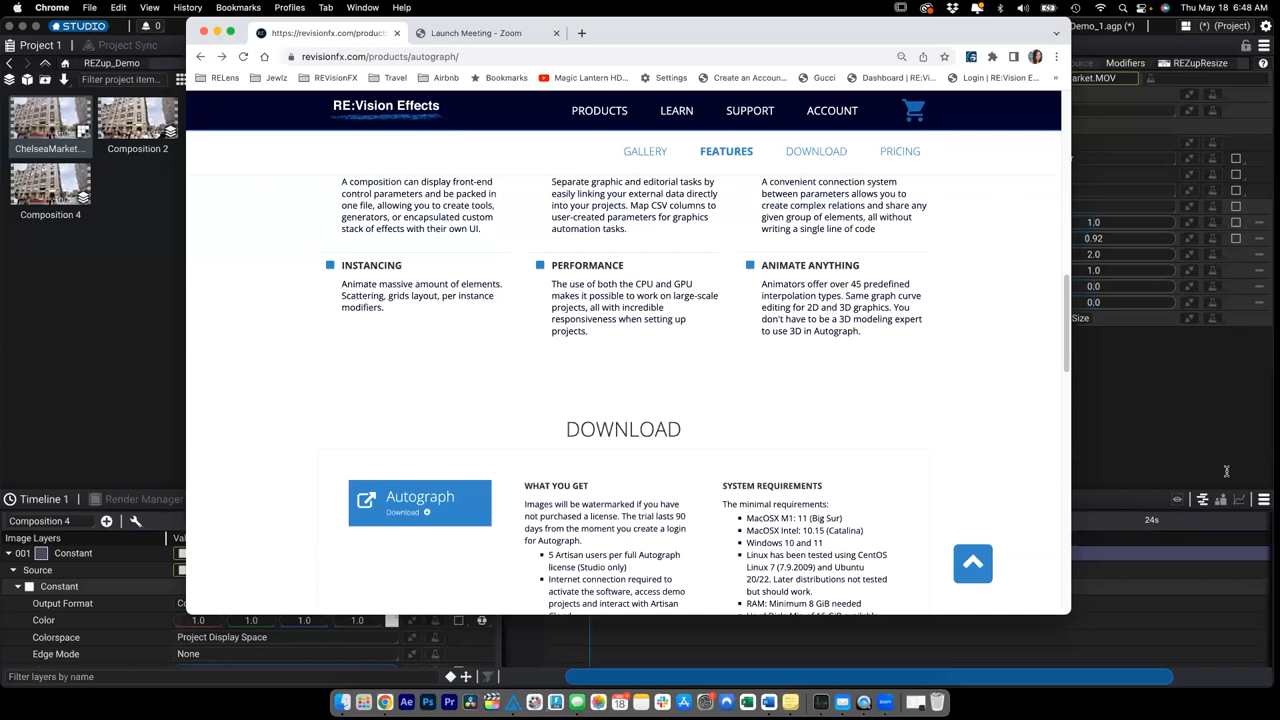 Chrome File Edit View History Bookmarks Profiles Tab Window Help Thu May 18 6:48 AM
STUDIO 0 Demo_1.app (
Project 1 Project Sync
REZup_Demo
Filter project item...
ChelseaMarket... Composition 2
Composition 4
https://revisionfx.com/product Launch Meeting - Zoom
revisionfx.com/products/autograph/
RELens Jewlz REVisionFX Travel Airbnb Bookmarks Magic Lantern HD... Settings Create an Accoun... Gucci Dashboard | RE:Vi... Login | RE:Vision E...
RE:Vision Effects PRODUCTS LEARN SUPPORT ACCOUNT
GALLERY FEATURES DOWNLOAD PRICING
A composition can display front-end
control parameters and be packed in
one file, allowing you to create tools,
generators, or encapsulated custom
stack of effects with their own UI.
Separate graphic and editorial tasks by
easily linking your external data directly
into your projects. Map CSV columns to
user-created parameters for graphics
automation tasks.
A convenient connection system
between parameters allows you to
create complex relations and share any
given group of elements, all without
writing a single line of code
INSTANCING
Animate massive amount of elements.
Scattering, grids layout, per instance
modifiers.
PERFORMANCE
The use of both the CPU and GPU
makes it possible to work on large-scale
projects, all with incredible
responsiveness when setting up
projects.
ANIMATE ANYTHING
Animators offer over 45 predefined
interpolation types. Same graph curve
editing for 2D and 3D graphics. You
don't have to be a 3D modeling expert
to use 3D in Autograph.
DOWNLOAD
Autograph
Download
WHAT YOU GET
Images will be watermarked if you have
not purchased a license. The trial lasts 90
days from the moment you create a login
for Autograph.
5 Artisan users per full Autograph
license (Studio only)
Internet connection required to
activate the software, access demo
projects and interact with Artisan
SYSTEM REQUIREMENTS
The minimal requirements:
MacOSX M1: 11 (Big Sur)
MacOSX Intel: 10.15 (Catalina)
Windows 10 and 11
Linux has been tested using CentOS
Linux 7 (7.9.2009) and Ubuntu
20/22. Later distributions not tested
but should work.
RAM: Minimum 8 GiB needed
Modifiers REZupResize
arket.MOV
1.0
0.92
2.0
1.0
0.0
0.0
Size
Timeline 1 Render Manager
Composition 4
24s
Image Layers
001 Constant
Source
Constant
Output Format
Color 1.0 1.0 1.0 1.0
Colorspace Project Display Space
Edge Mode None
Filter layers by name